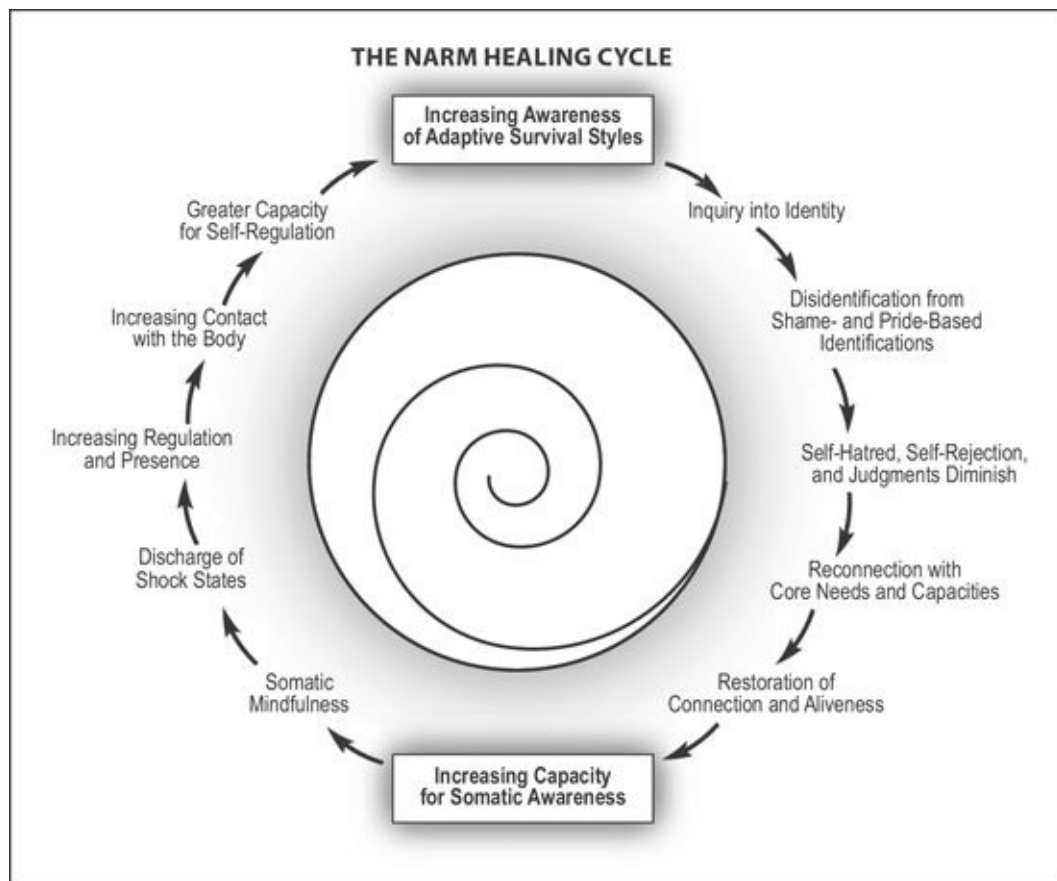 THE NARM HEALING CYCLE
Increasing Awareness
of Adaptive Survival Styles
Inquiry into Identity
Disidentification from
Shame- and Pride-Based
Identifications
Self-Hatred, Self-Rejection,
and Judgments Diminish
Reconnection with
Core Needs and Capacities
Restoration of
Connection and Aliveness
Increasing Capacity
for Somatic Awareness
Somatic
Mindfulness
Discharge of
Shock States
Increasing Regulation
and Presence
Increasing Contact
with the Body
Greater Capacity
for Self-Regulation